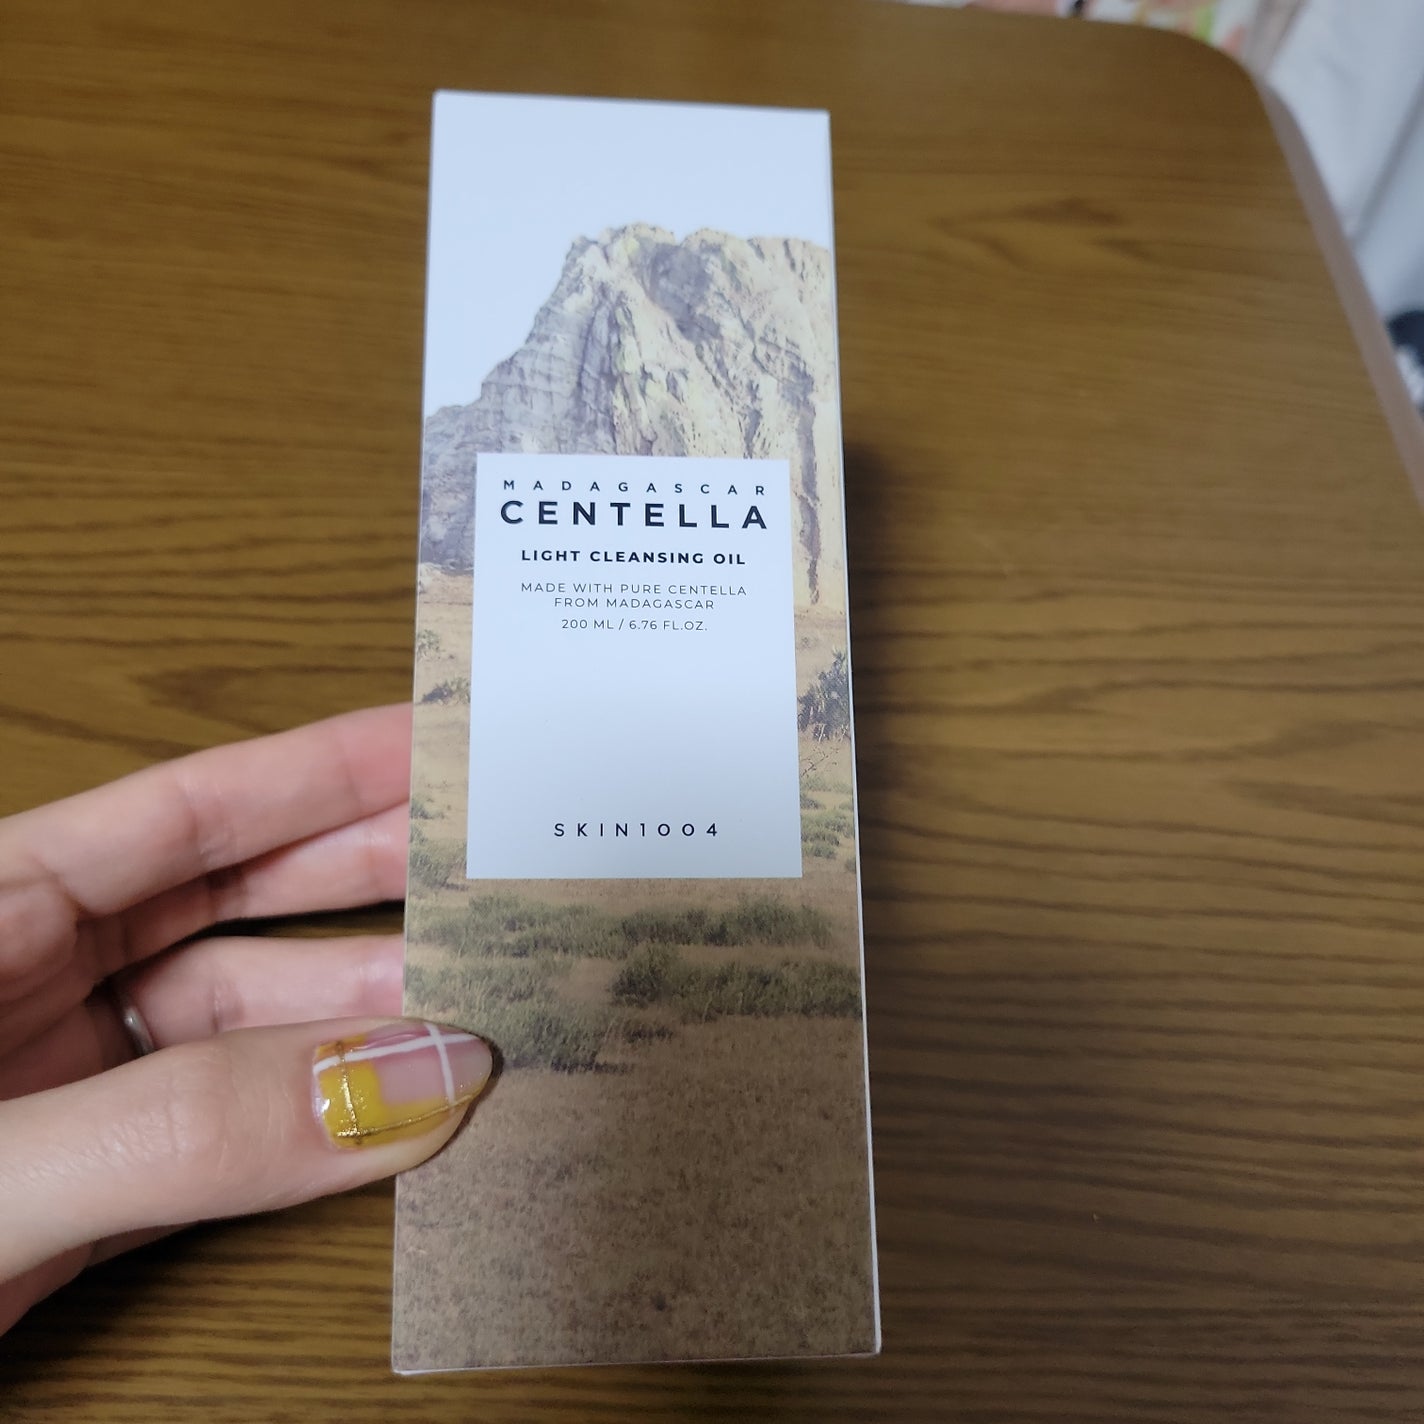 MADAGASCAR
CENTELLA
LIGHT CLEANSING OIL
MADE WITH PURE CENTELLA
FROM MADAGASCAR
200 ML / 6.76 FL.OZ.
SKIN1004